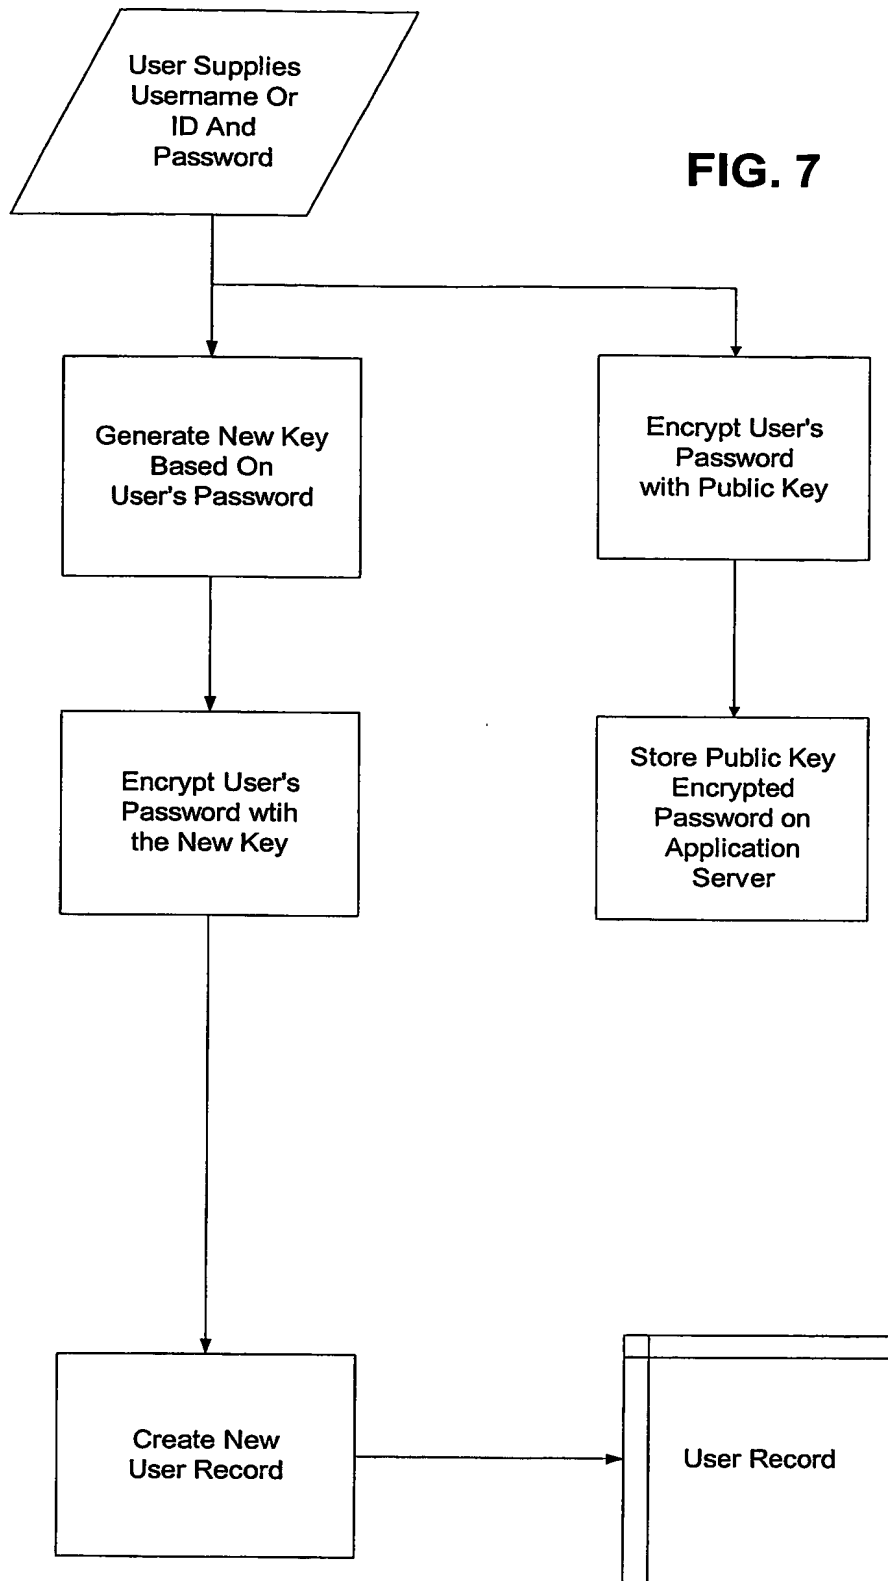 User Supplies
Username Or
ID And
Password
FIG. 7
Generate New Key
Based On
User's Password
Encrypt User's
Password
with Public Key
Encrypt User's
Password wtih
the New Key
Store Public Key
Encrypted
Password on
Application
Server
Create New
User Record
User Record